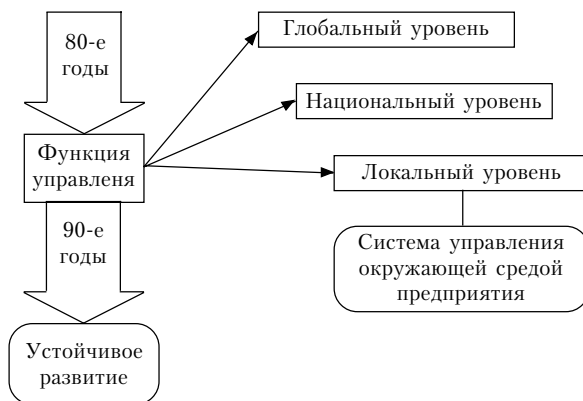 80-е
годы
Глобальный уровень
Национальный уровень
Функция
управленя
Локальный уровень
90-е
годы
Система управления
окружающей средой
предприятия
Устойчивое
развитие